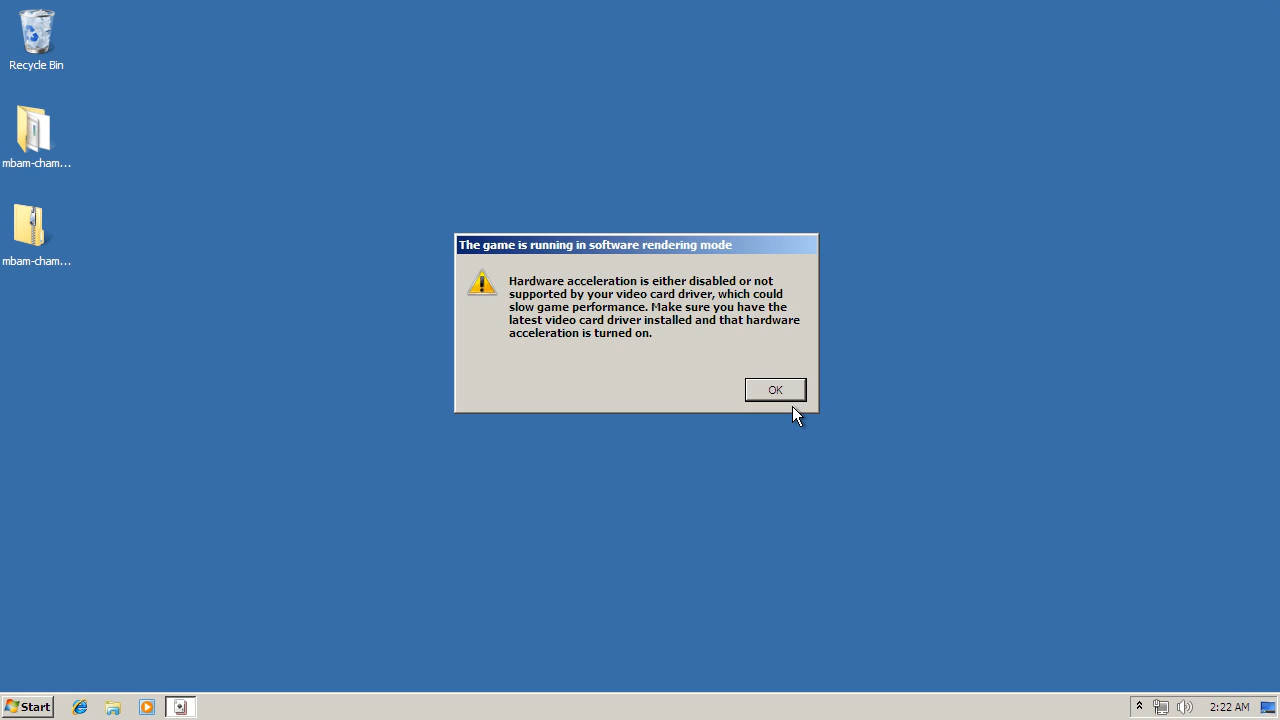 Recycle Bin
mbam-cham...
mbam-cham...
The game is running in software rendering mode
Hardware acceleration is either disabled or not
supported by your video card driver, which could
slow game performance. Make sure you have the
latest video card driver installed and that hardware
acceleration is turned on.
OK
Start
2:22 AM